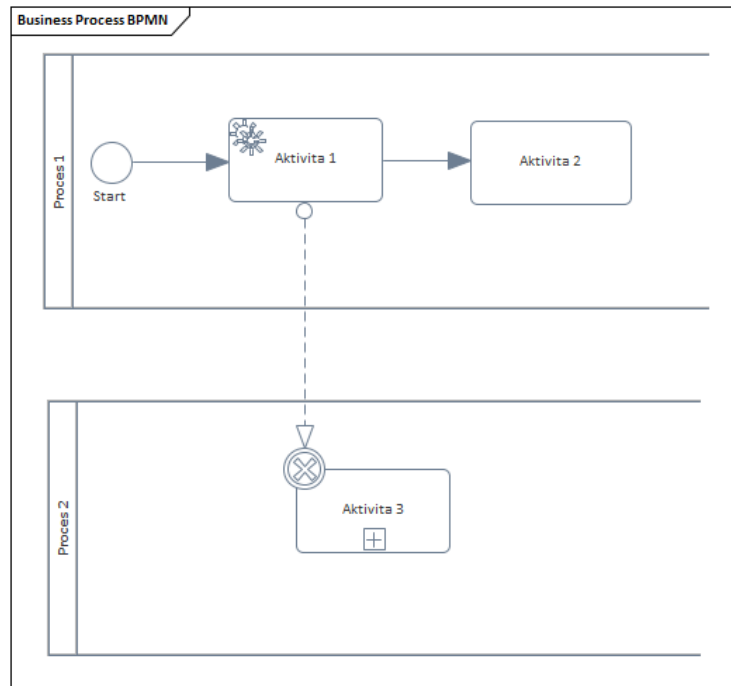 Business Process BPMN
Proces 1
Start
Aktivita 1
Aktivita 2
Proces 2
Aktivita 3